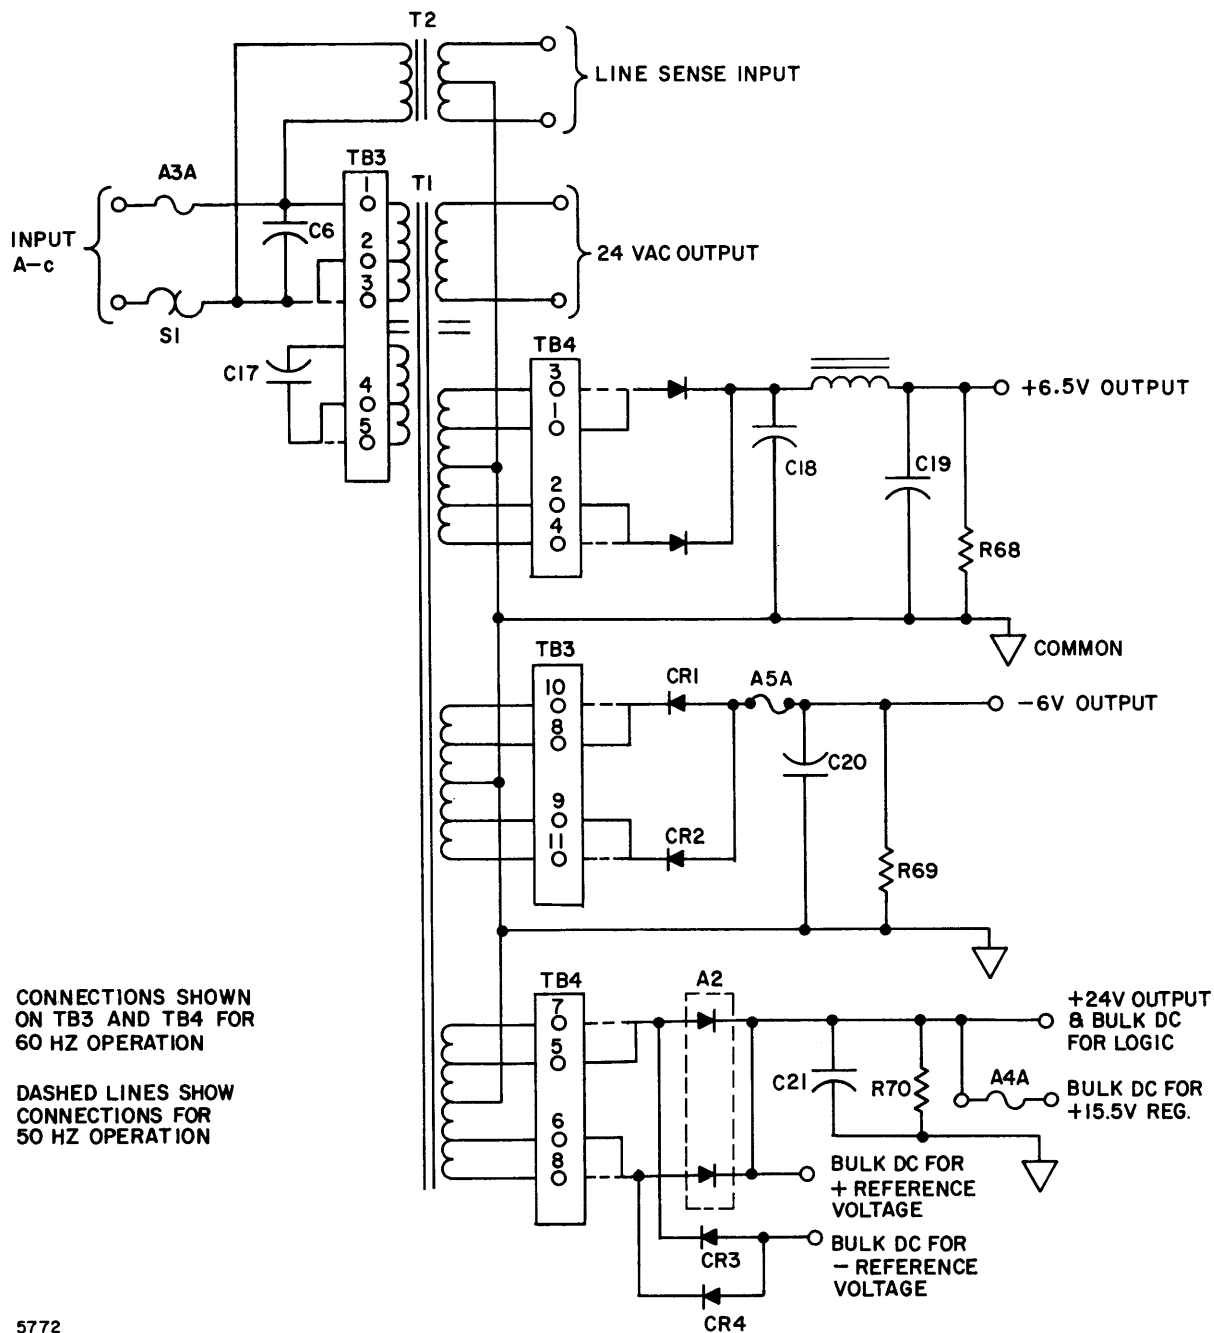 T2
LINE SENSE INPUT
A3A
TB3
T1
1
INPUT
A-c
C6
2
24 VAC OUTPUT
3
S1
TB4
C17
4
5
3
+6.5V OUTPUT
1
C18
C19
2
4
R68
COMMON
TB3
10
CR1
A5A
-6V OUTPUT
8
C20
9
11
CR2
R69
CONNECTIONS SHOWN
ON TB3 AND TB4 FOR
60 HZ OPERATION
DASHED LINES SHOW
CONNECTIONS FOR
50 HZ OPERATION
TB4
A2
7
+24V OUTPUT
& BULK DC
FOR LOGIC
5
C21
R70
A4A
BULK DC FOR
+15.5V REG.
6
8
BULK DC FOR
+ REFERENCE
VOLTAGE
CR3
BULK DC FOR
- REFERENCE
VOLTAGE
CR4
5772